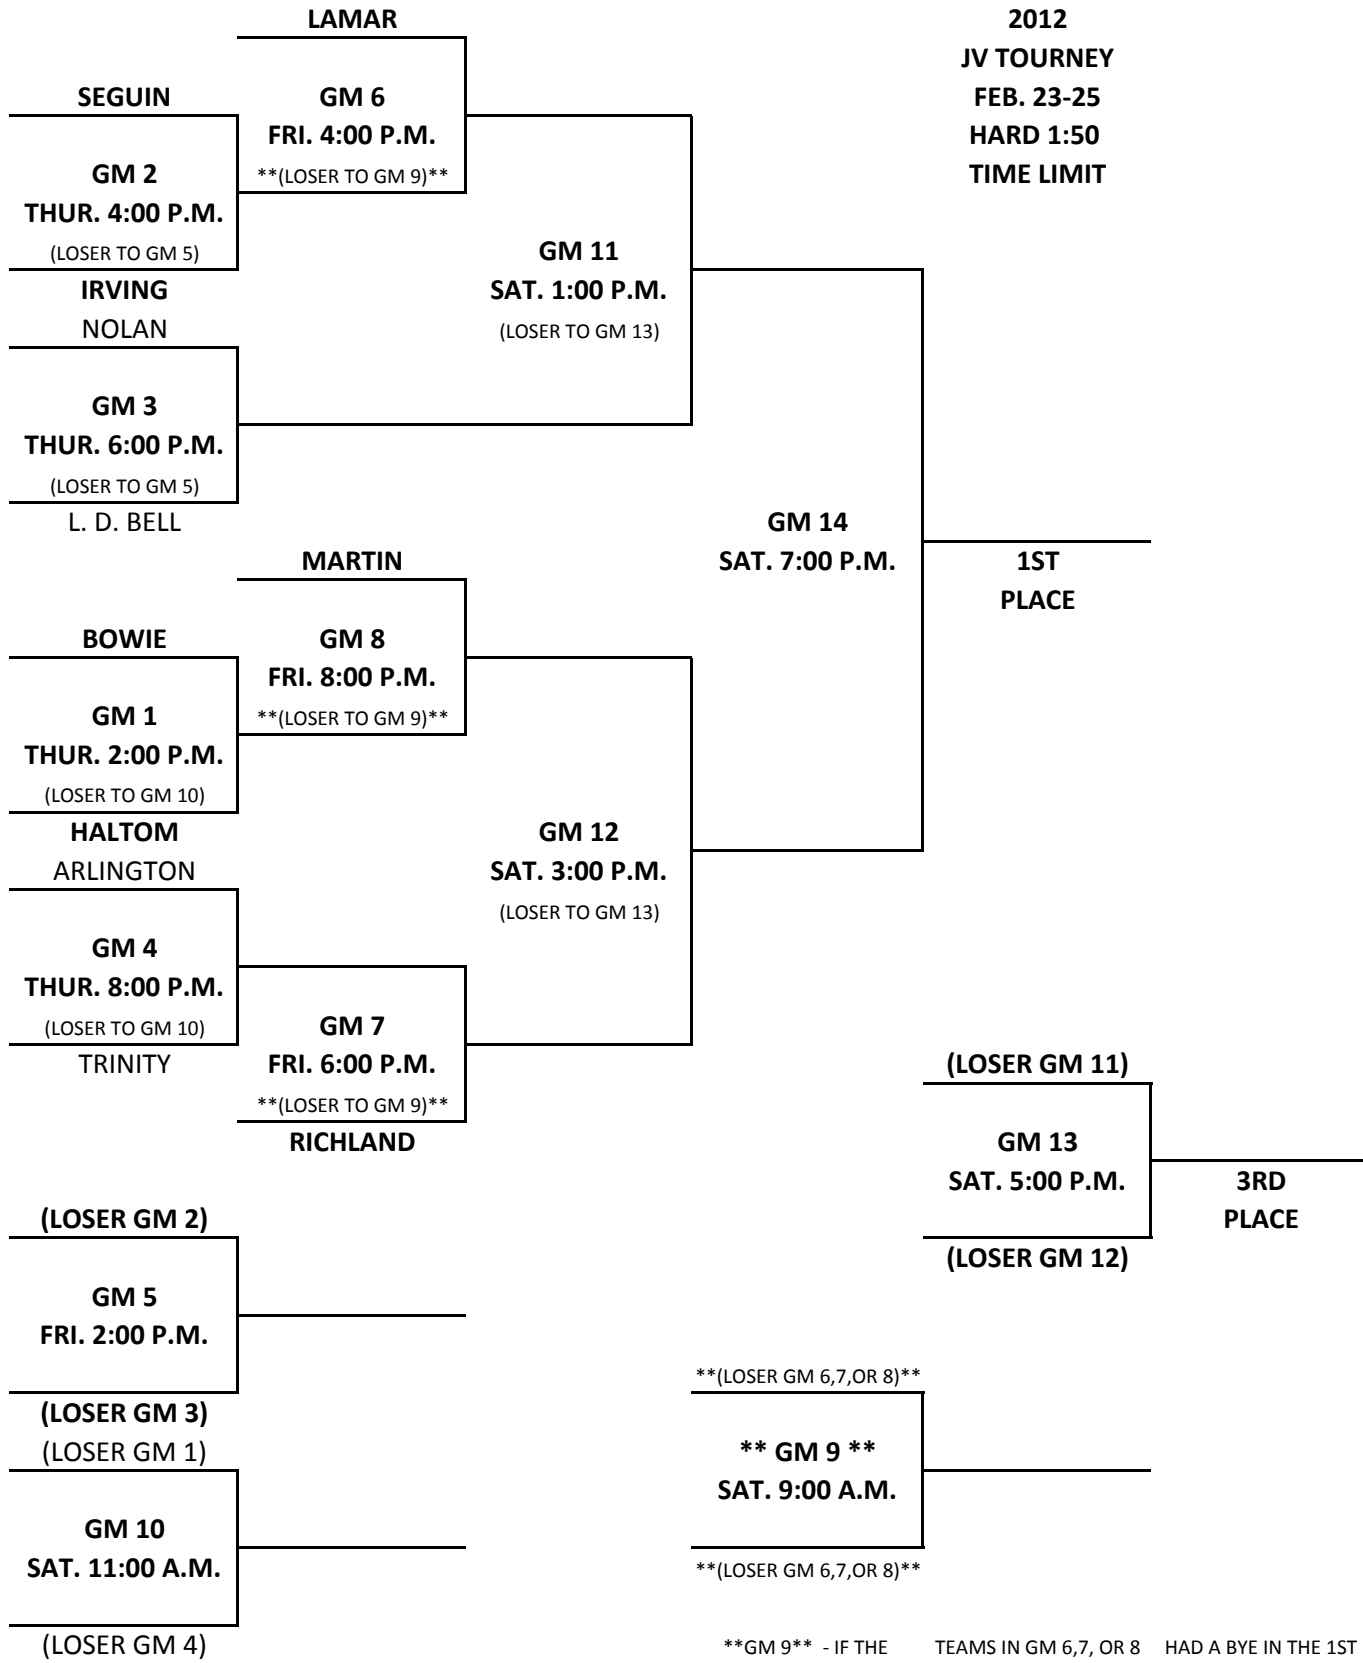 LAMAR
2012
JV TOURNEY
FEB. 23-25
HARD 1:50
TIME LIMIT
SEGUIN
GM 6
FRI. 4:00 P.M.
**(LOSER TO GM 9)**
GM 2
THUR. 4:00 P.M.
(LOSER TO GM 5)
IRVING
GM 11
SAT. 1:00 P.M.
(LOSER TO GM 13)
NOLAN
GM 3
THUR. 6:00 P.M.
(LOSER TO GM 5)
L. D. BELL
GM 14
SAT. 7:00 P.M.
1ST
PLACE
MARTIN
BOWIE
GM 8
FRI. 8:00 P.M.
**(LOSER TO GM 9)**
GM 1
THUR. 2:00 P.M.
(LOSER TO GM 10)
HALTOM
GM 12
SAT. 3:00 P.M.
(LOSER TO GM 13)
ARLINGTON
GM 4
THUR. 8:00 P.M.
(LOSER TO GM 10)
TRINITY
GM 7
FRI. 6:00 P.M.
**(LOSER TO GM 9)**
RICHLAND
(LOSER GM 11)
GM 13
SAT. 5:00 P.M.
3RD
PLACE
(LOSER GM 12)
(LOSER GM 2)
GM 5
FRI. 2:00 P.M.
(LOSER GM 3)
(LOSER GM 1)
GM 10
SAT. 11:00 A.M.
(LOSER GM 4)
**(LOSER GM 6,7,OR 8)**
** GM 9 **
SAT. 9:00 A.M.
**(LOSER GM 6,7,OR 8)**
**GM 9** - IF THE TEAMS IN GM 6,7, OR 8 HAD A BYE IN THE 1ST